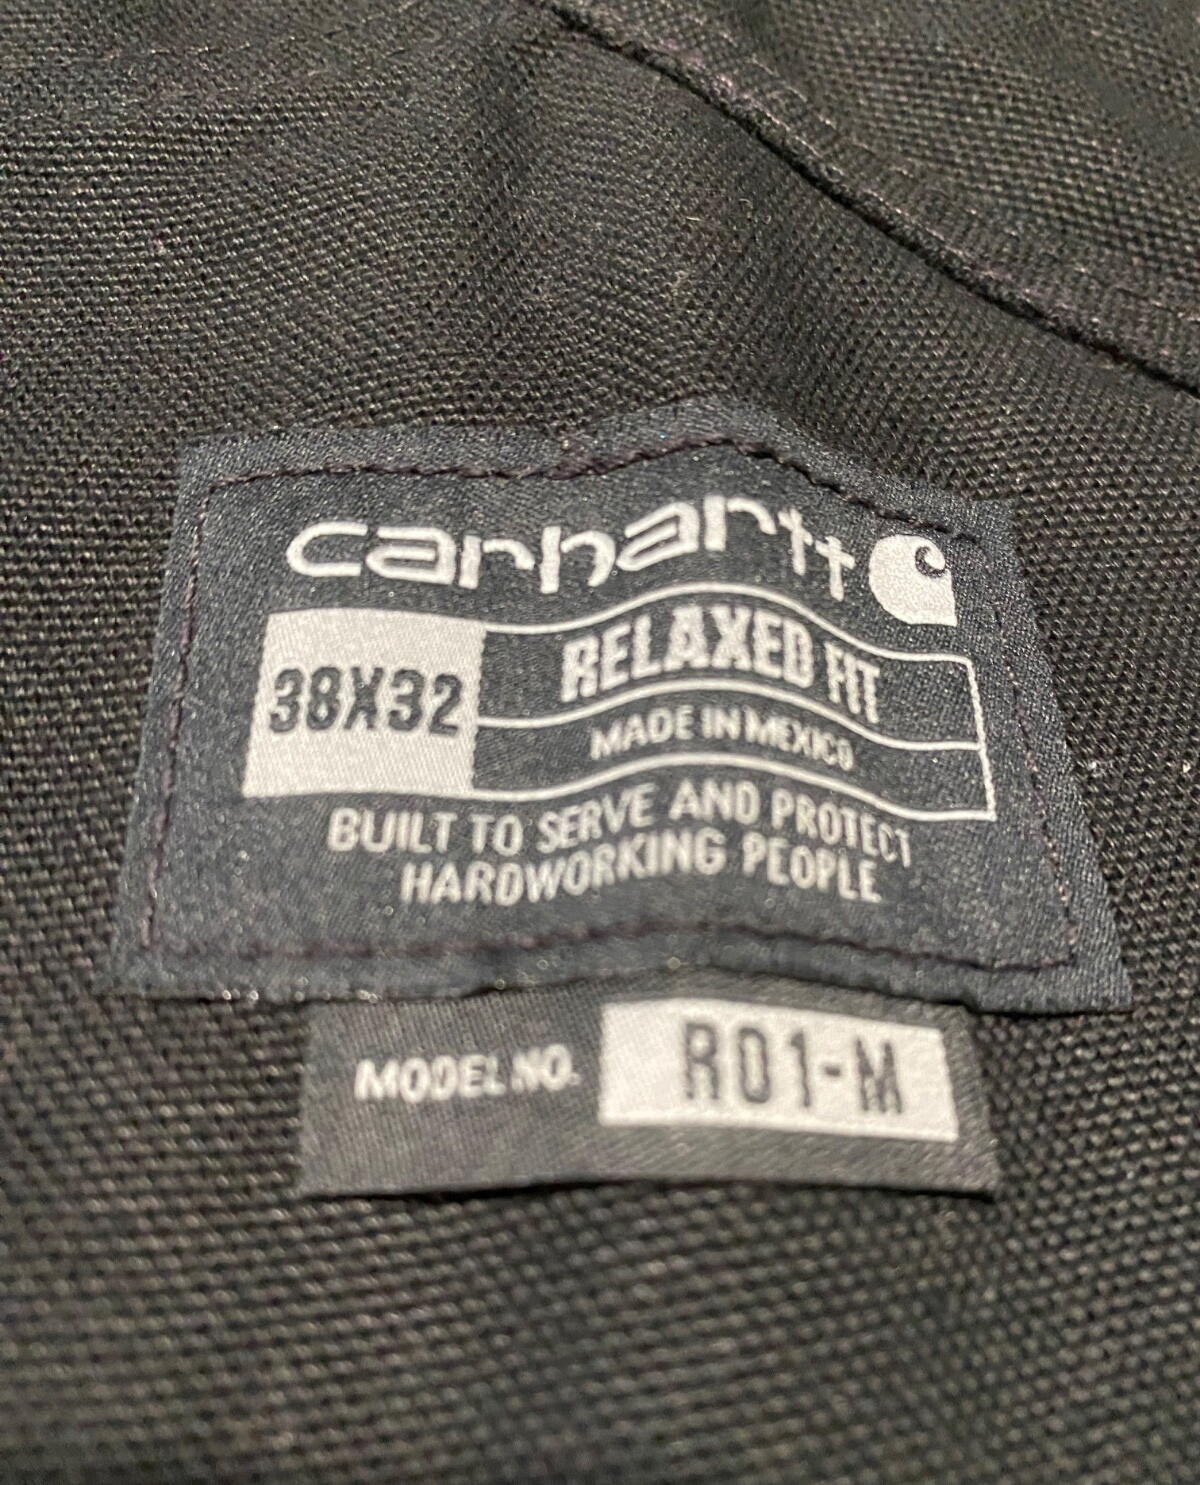 carhartt
38X32
RELAXED FIT
MADE IN MEXICO
BUILT TO SERVE AND PROTECT
HARDWORKING PEOPLE
MODEL NO. R01-M